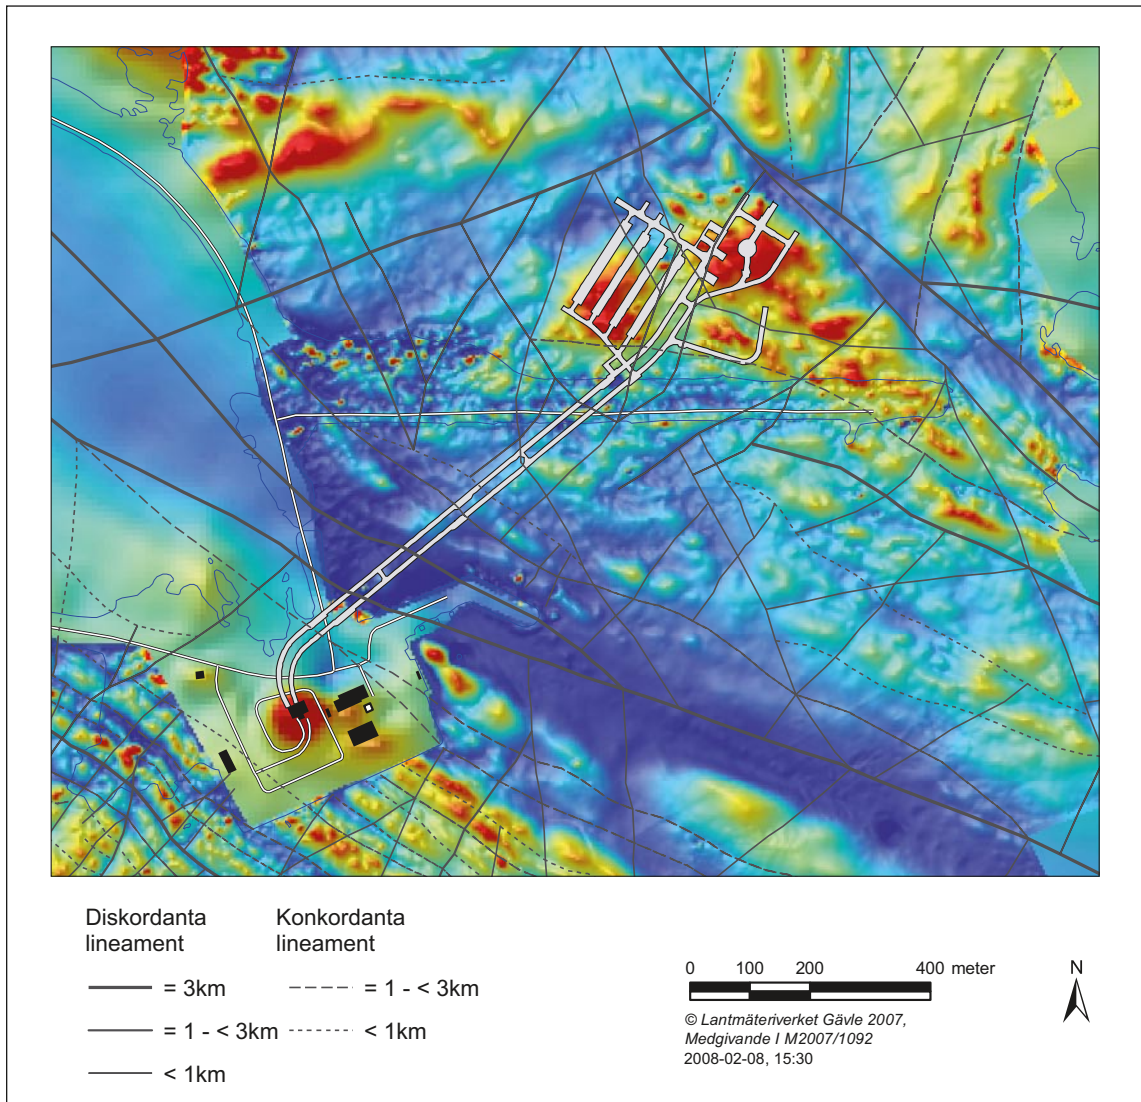 Diskordanta
lineament
= 3km
= 1 - < 3km
< 1km
Konkordanta
lineament
= 1 - < 3km
< 1km
0 100 200 400 meter
© Lantmäteriverket Gävle 2007,
Medgivande I M2007/1092
2008-02-08, 15:30
N